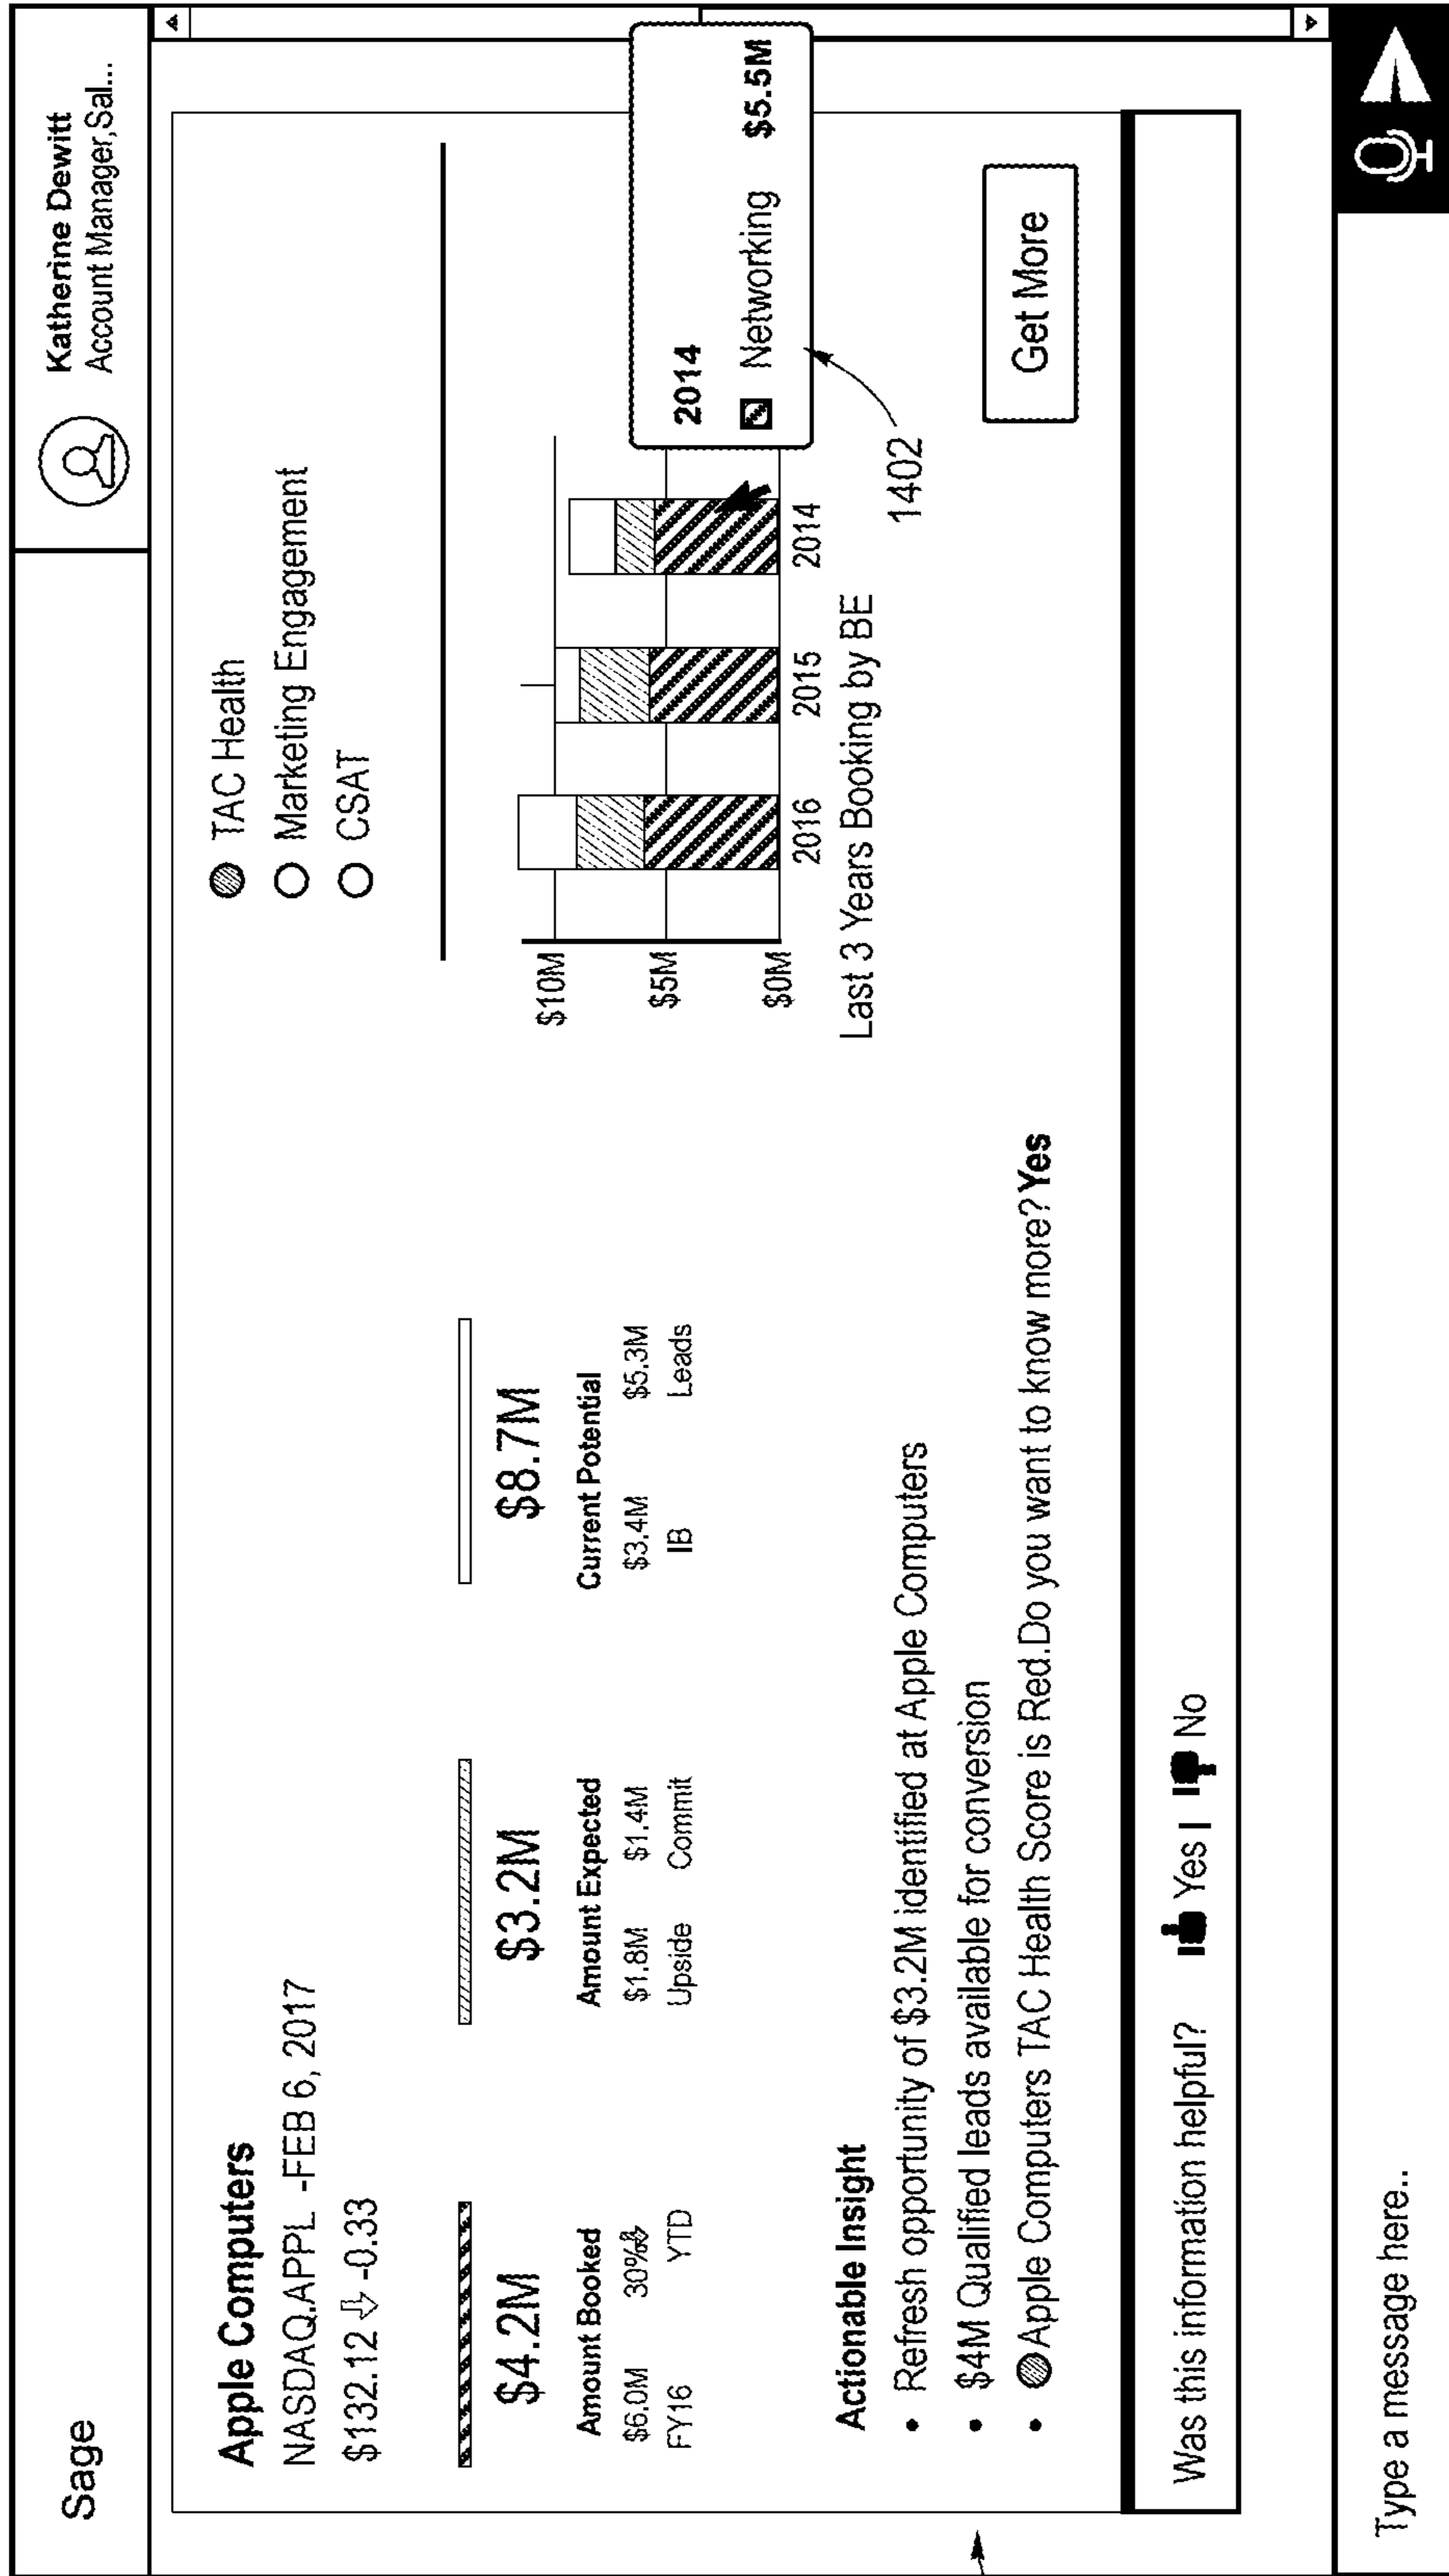 Sage
Katherine Dewitt
Account Manager,Sal...
Apple Computers
NASDAQ.APPL -FEB 6, 2017
$132.12 -0.33
TAC Health
Marketing Engagement
CSAT
$4.2M
Amount Booked
$6.0M 30%
FY16 YTD
$3.2M
Amount Expected
$1.8M $1.4M
Upside Commit
$8.7M
Current Potential
$3.4M $5.3M
IB Leads
$10M
$5M
$0M
2016 2015 2014
Last 3 Years Booking by BE
2014
Networking $5.5M
1402
Actionable Insight
• Refresh opportunity of $3.2M identified at Apple Computers
• $4M Qualified leads available for conversion
• Apple Computers TAC Health Score is Red.Do you want to know more?Yes
Get More
Was this information helpful? Yes | No
Type a message here..